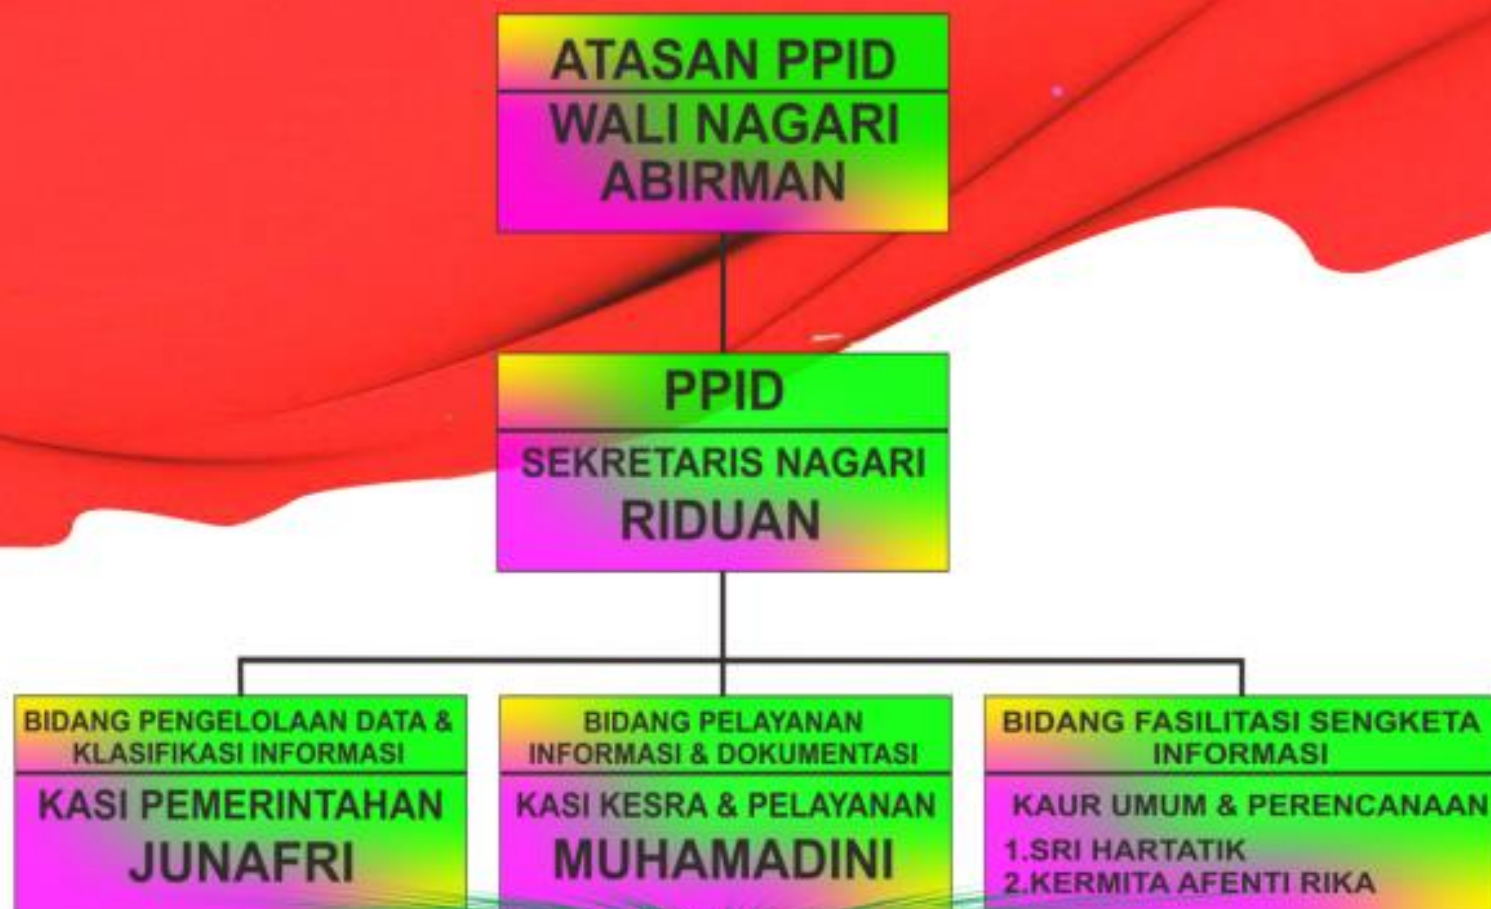 ATASAN PPID
WALI NAGARI
ABIRMAN
PPID
SEKRETARIS NAGARI
RIDUAN
BIDANG PENGELOLAAN DATA &
KLASIFIKASI INFORMASI
KASI PEMERINTAHAN
JUNAFRI
BIDANG PELAYANAN
INFORMASI & DOKUMENTASI
KASI KESRA & PELAYANAN
MUHAMADINI
BIDANG FASILITASI SENGKETA
INFORMASI
KAUR UMUM & PERENCANAAN
1.SRI HARTATIK
2.KERMITA AFENTI RIKA